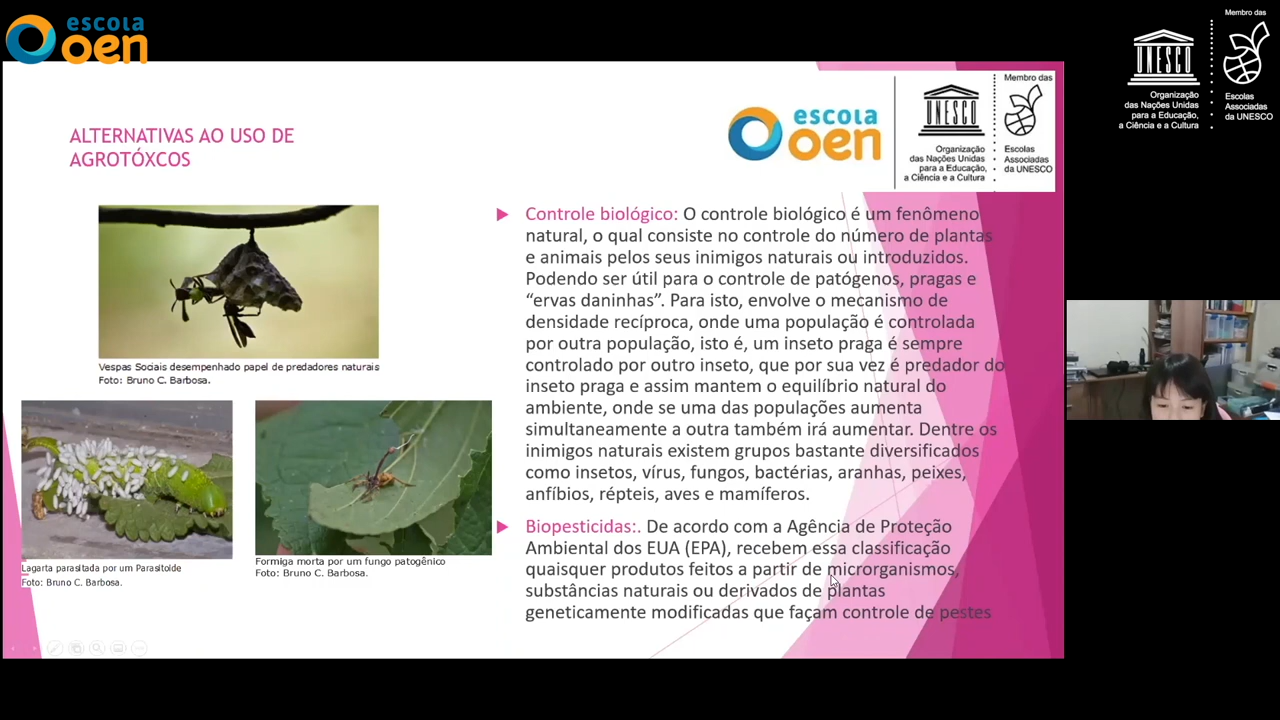 escola
oen
UNESCO
Organização
das Nações Unidas
para a Educação,
a Ciência e a Cultura
Membro das
Escolas
Associadas
da UNESCO
ALTERNATIVAS AO USO DE
AGROTÓXCOS
escola
oen
UNESCO
Organização
das Nações Unidas
para a Educação,
a Ciência e a Cultura
Membro das
Escolas
Associadas
da UNESCO
Vespas Sociais desempenhado papel de predadores naturais
Foto: Bruno C. Barbosa.
Lagarta parasitada por um Parasitoide
Foto: Bruno C. Barbosa.
Formiga morta por um fungo patogênico
Foto: Bruno C. Barbosa.
Controle biológico: O controle biológico é um fenômeno
natural, o qual consiste no controle do número de plantas
e animais pelos seus inimigos naturais ou introduzidos.
Podendo ser útil para o controle de patógenos, pragas e
“ervas daninhas”. Para isto, envolve o mecanismo de
densidade recíproca, onde uma população é controlada
por outra população, isto é, um inseto praga é sempre
controlado por outro inseto, que por sua vez é predador do
inseto praga e assim mantem o equilíbrio natural do
ambiente, onde se uma das populações aumenta
simultaneamente a outra também irá aumentar. Dentre os
inimigos naturais existem grupos bastante diversificados
como insetos, vírus, fungos, bactérias, aranhas, peixes,
anfíbios, répteis, aves e mamíferos.
Biopesticidas:. De acordo com a Agência de Proteção
Ambiental dos EUA (EPA), recebem essa classificação
quaisquer produtos feitos a partir de microrganismos,
substâncias naturais ou derivados de plantas
geneticamente modificadas que façam controle de pestes